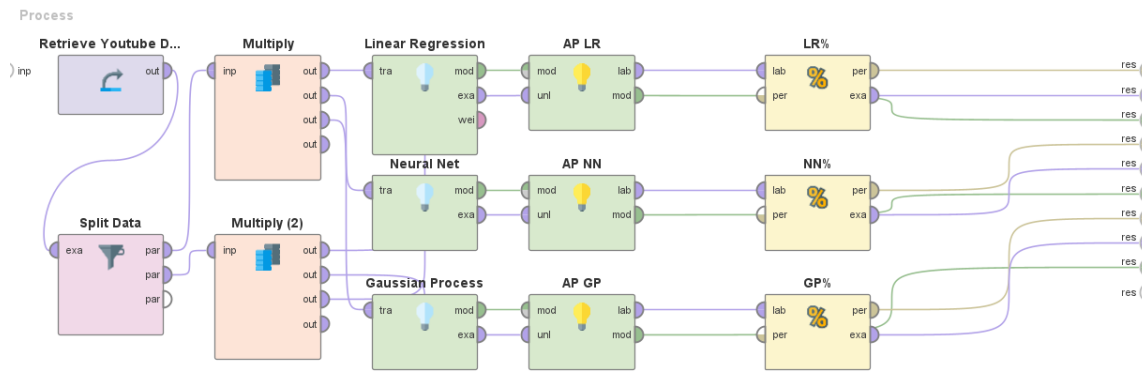 Process
inp
Retrieve Youtube D...
out
Multiply
inp
out
out
out
out
Linear Regression
tra
mod
exa
wei
AP LR
mod
unl
lab
mod
LR%
lab
per
per
exa
res
res
res
Neural Net
tra
mod
exa
AP NN
mod
unl
lab
mod
NN%
lab
per
per
exa
res
res
res
Split Data
exa
par
par
par
Multiply (2)
inp
out
out
out
out
Gaussian Process
tra
mod
exa
AP GP
mod
unl
lab
mod
GP%
lab
per
per
exa
res
res
res
res